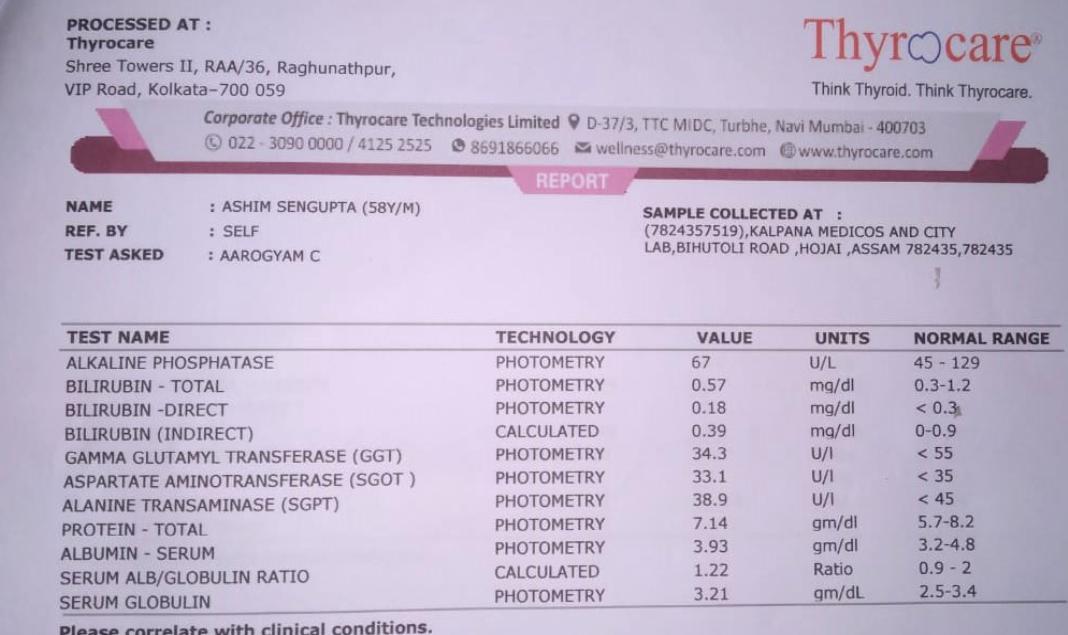 PROCESSED AT :
Thyrocare
Shree Towers II, RAA/36, Raghunathpur,
VIP Road, Kolkata-700 059
Thyrocare®
Think Thyroid. Think Thyrocare.
Corporate Office : Thyrocare Technologies Limited D-37/3, TTC MIDC, Turbhe, Navi Mumbai - 400703
022 - 3090 0000 / 4125 2525 8691866066 wellness@thyrocare.com www.thyrocare.com
REPORT
NAME : ASHIM SENGUPTA (58Y/M)
REF. BY : SELF
TEST ASKED : AAROGYAM C
SAMPLE COLLECTED AT :
(7824357519),KALPANA MEDICOS AND CITY
LAB,BIHUTOLI ROAD ,HOJAI ,ASSAM 782435,782435
TEST NAME TECHNOLOGY VALUE UNITS NORMAL RANGE
ALKALINE PHOSPHATASE PHOTOMETRY 67 U/L 45 - 129
BILIRUBIN - TOTAL PHOTOMETRY 0.57 mg/dl 0.3-1.2
BILIRUBIN -DIRECT PHOTOMETRY 0.18 mg/dl < 0.3
BILIRUBIN (INDIRECT) CALCULATED 0.39 mg/dl 0-0.9
GAMMA GLUTAMYL TRANSFERASE (GGT) PHOTOMETRY 34.3 U/l < 55
ASPARTATE AMINOTRANSFERASE (SGOT ) PHOTOMETRY 33.1 U/l < 35
ALANINE TRANSAMINASE (SGPT) PHOTOMETRY 38.9 U/l < 45
PROTEIN - TOTAL PHOTOMETRY 7.14 gm/dl 5.7-8.2
ALBUMIN - SERUM PHOTOMETRY 3.93 gm/dl 3.2-4.8
SERUM ALB/GLOBULIN RATIO CALCULATED 1.22 Ratio 0.9 - 2
SERUM GLOBULIN PHOTOMETRY 3.21 gm/dL 2.5-3.4
Please correlate with clinical conditions.